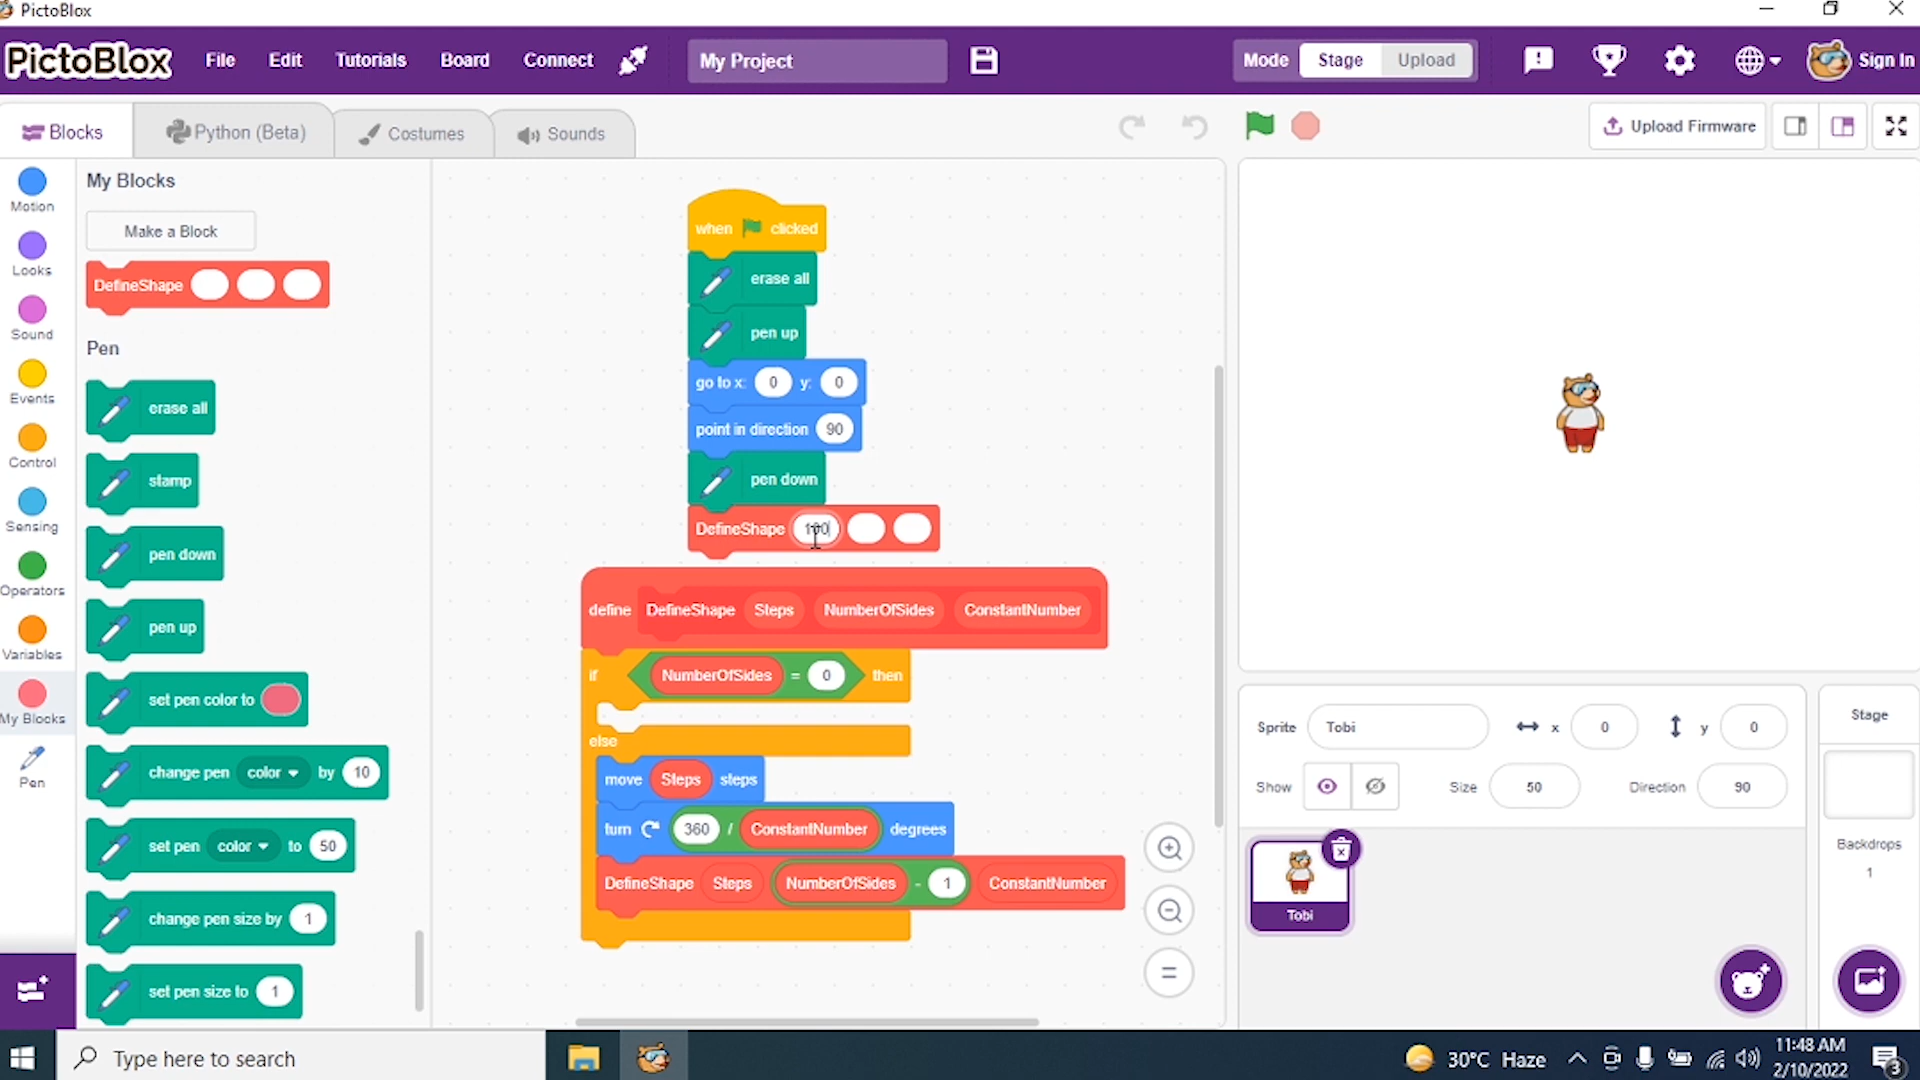 PictoBlox
PictoBlox File Edit Tutorials Board Connect My Project Mode Stage Upload Sign In
Blocks Python (Beta) Costumes Sounds Upload Firmware
My Blocks
Make a Block
DefineShape
Pen
erase all
stamp
pen down
pen up
set pen color to
change pen color by 10
set pen color to 50
change pen size by 1
set pen size to 1
Motion
Looks
Sound
Events
Control
Sensing
Operators
Variables
My Blocks
Pen
when clicked
erase all
pen up
go to x: 0 y: 0
point in direction 90
pen down
DefineShape 100
define DefineShape Steps NumberOfSides ConstantNumber
if NumberOfSides = 0 then
else
move Steps steps
turn 360 / ConstantNumber degrees
DefineShape Steps NumberOfSides - 1 ConstantNumber
Sprite Tobi x 0 y 0
Show Size 50 Direction 90
Tobi
Stage
Backdrops
1
Type here to search
30°C Haze
11:48 AM
2/10/2022
3